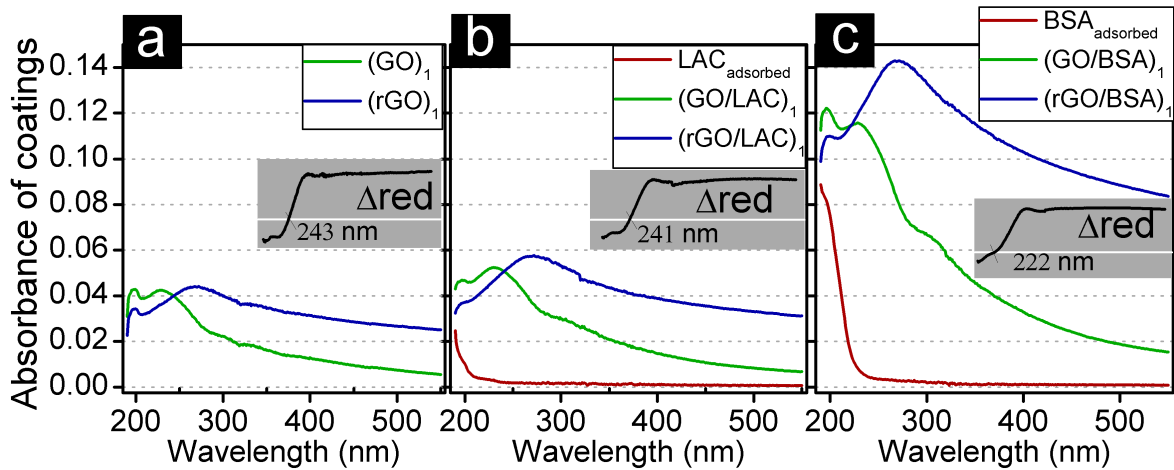 a
(GO)1
(rGO)1
b
LACadsorbed
(GO/LAC)1
(rGO/LAC)1
c
BSAadsorbed
(GO/BSA)1
(rGO/BSA)1
Absorbance of coatings
0.14
0.12
0.10
0.08
0.06
0.04
0.02
0.00
Δred
243 nm
Δred
241 nm
Δred
222 nm
200 300 400 500
200 300 400 500
200 300 400 500
Wavelength (nm)
Wavelength (nm)
Wavelength (nm)